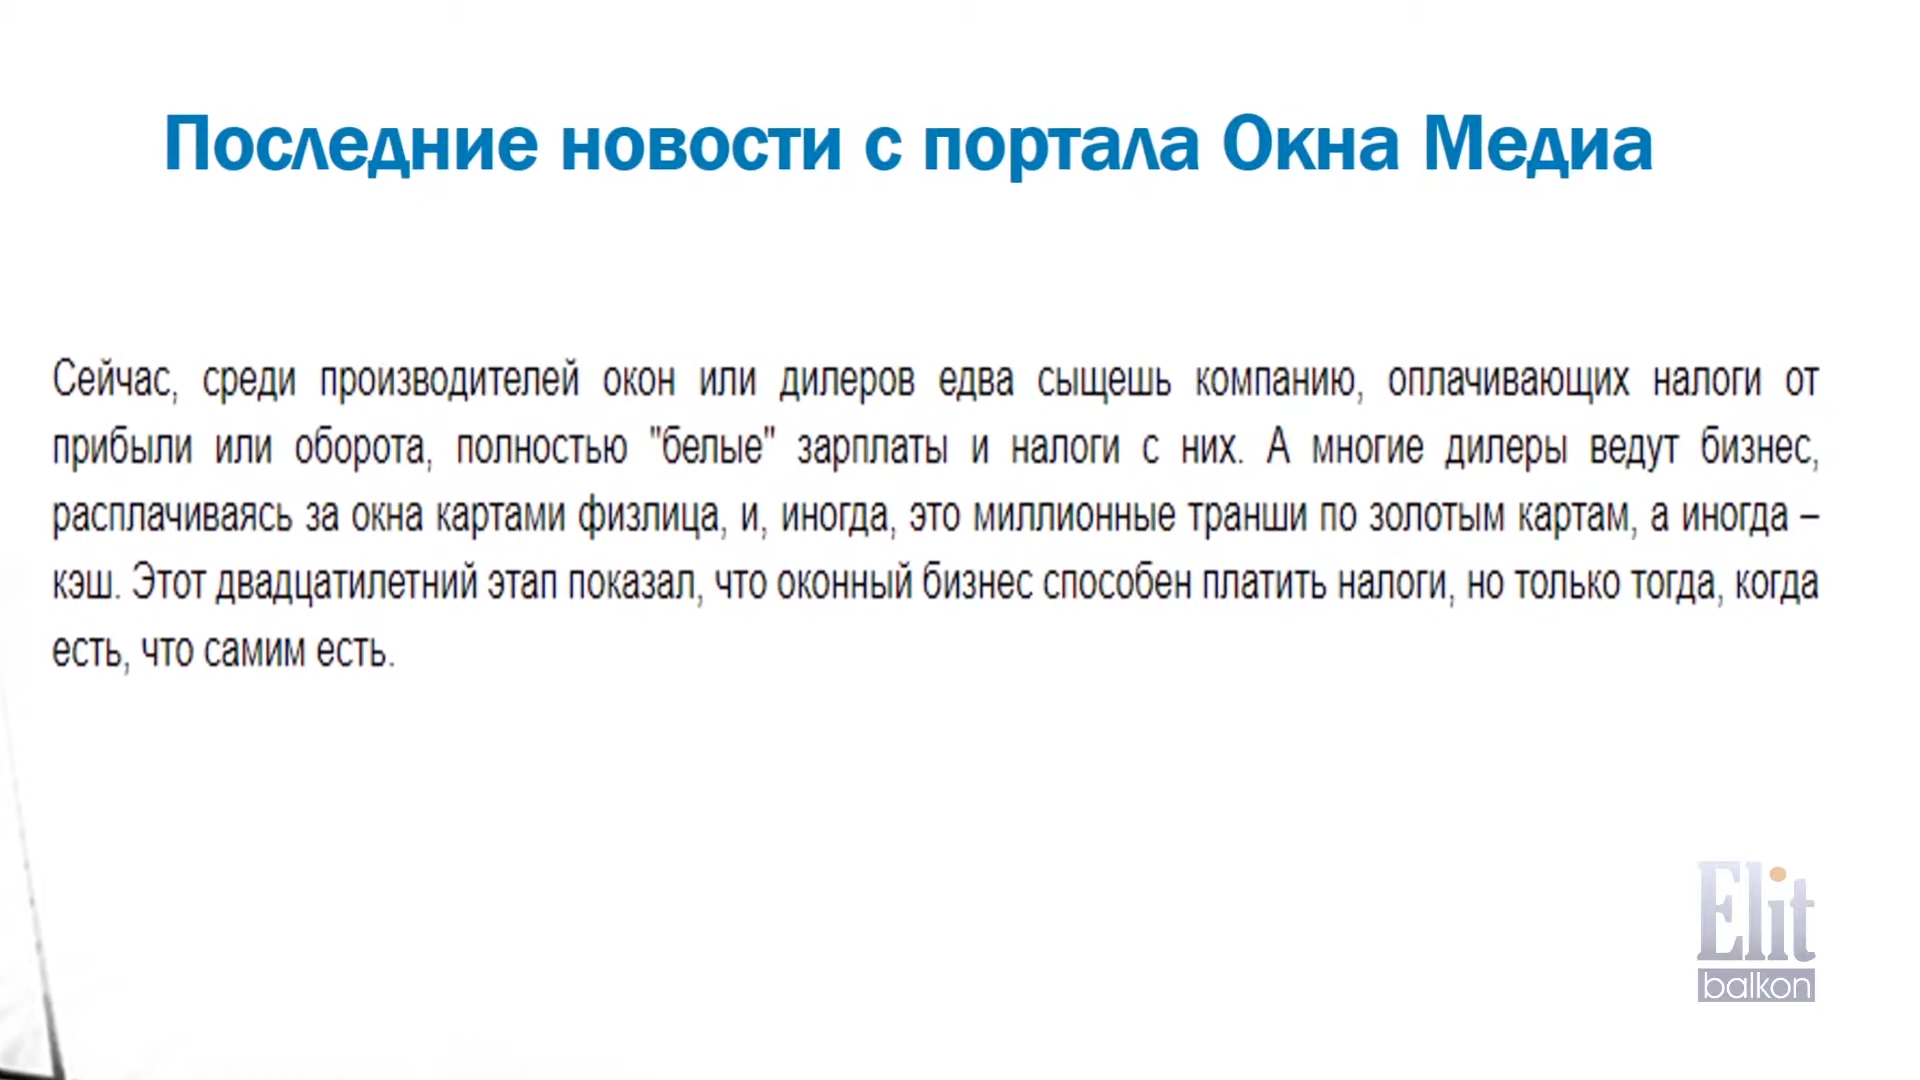 Последние новости с портала Окна Медиа
Сейчас, среди производителей окон или дилеров едва сыщешь компанию, оплачивающих налоги от
прибыли или оборота, полностью "белые" зарплаты и налоги с них. А многие дилеры ведут бизнес,
расплачиваясь за окна картами физлица, и, иногда, это миллионные транши по золотым картам, а иногда –
кэш. Этот двадцатилетний этап показал, что оконный бизнес способен платить налоги, но только тогда, когда
есть, что самим есть.
Elit
balkon